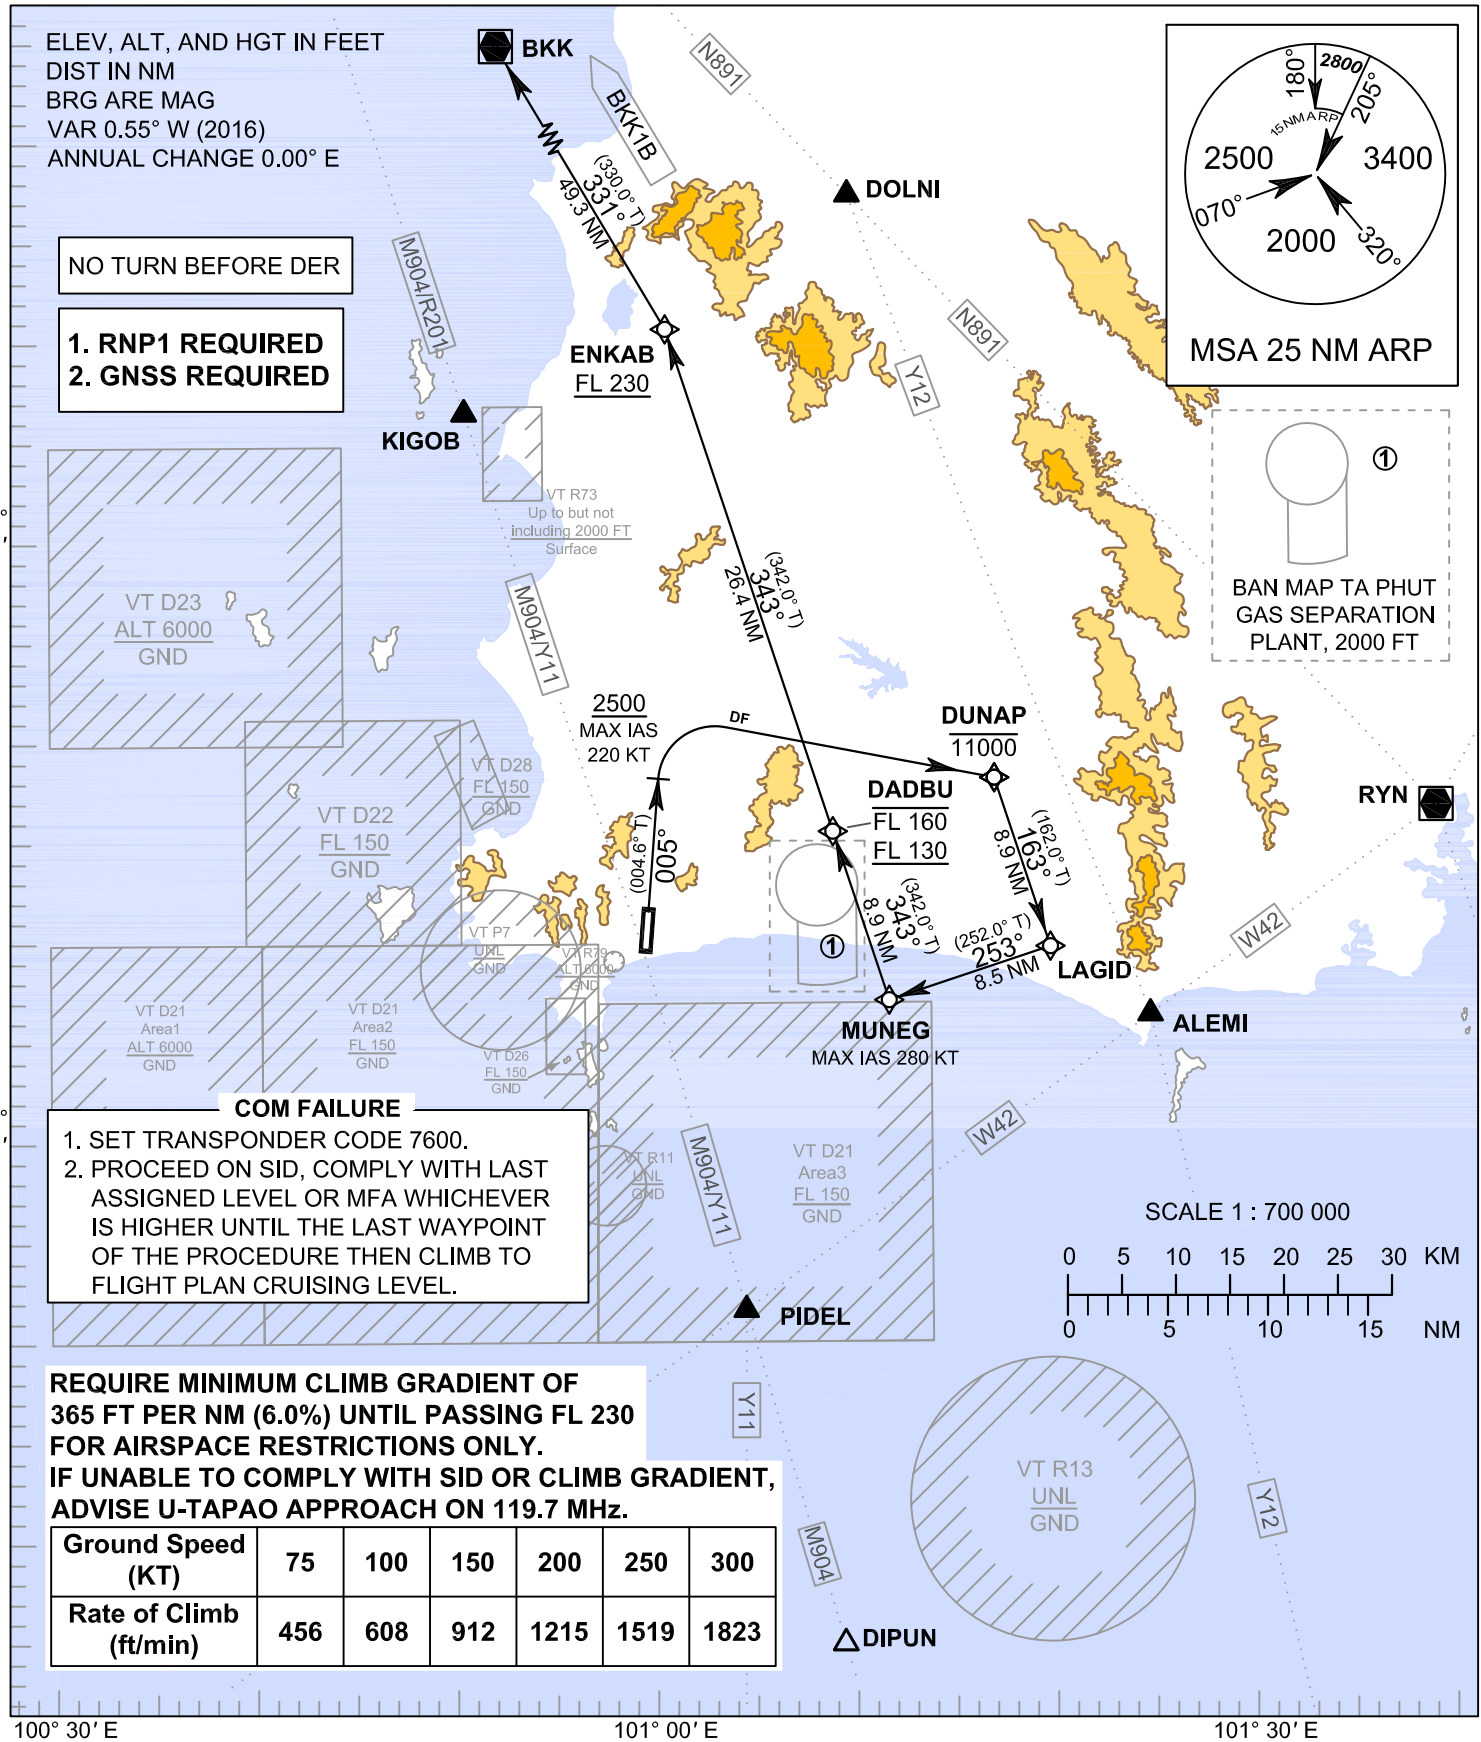 ELEV, ALT, AND HGT IN FEET
DIST IN NM
BRG ARE MAG
VAR 0.55° W (2016)
ANNUAL CHANGE 0.00° E
NO TURN BEFORE DER
1. RNP1 REQUIRED
2. GNSS REQUIRED
BKK
BKK1B
N891
DOLNI
(330.0° T)
331°
49.3 NM
M904/R201
KIGOB
ENKAB
FL 230
N891
Y12
180°
2800
205°
15NM ARP
2500
3400
070°
2000
320°
MSA 25 NM ARP
①
BAN MAP TA PHUT
GAS SEPARATION
PLANT, 2000 FT
VT R73
Up to but not
including 2000 FT
Surface
VT D23
ALT 6000
GND
M904/Y11
(342.0° T)
343°
26.4 NM
2500
MAX IAS
220 KT
DF
DUNAP
11000
DADBU
FL 160
FL 130
RYN
VT D28
FL 150
GND
VT D22
FL 150
GND
(004.6° T)
005°
(162.0° T)
163°
8.9 NM
(342.0° T)
343°
8.9 NM
①
(252.0° T)
253°
8.5 NM
LAGID
W42
VT P7
UNL
GND
VT R79
ALT 6000
GND
VT D21
Area1
ALT 6000
GND
VT D21
Area2
FL 150
GND
VT D26
FL 150
GND
MUNEG
MAX IAS 280 KT
ALEMI
COM FAILURE
1. SET TRANSPONDER CODE 7600.
2. PROCEED ON SID, COMPLY WITH LAST
ASSIGNED LEVEL OR MFA WHICHEVER
IS HIGHER UNTIL THE LAST WAYPOINT
OF THE PROCEDURE THEN CLIMB TO
FLIGHT PLAN CRUISING LEVEL.
VT R11
UNL
GND
M904/Y11
W42
VT D21
Area3
FL 150
GND
SCALE 1 : 700 000
0 5 10 15 20 25 30 KM
0 5 10 15 NM
PIDEL
REQUIRE MINIMUM CLIMB GRADIENT OF
365 FT PER NM (6.0%) UNTIL PASSING FL 230
FOR AIRSPACE RESTRICTIONS ONLY.
IF UNABLE TO COMPLY WITH SID OR CLIMB GRADIENT,
ADVISE U-TAPAO APPROACH ON 119.7 MHz.
Y11
VT R13
UNL
GND
Y12
Ground Speed
(KT)
75 100 150 200 250 300
Rate of Climb
(ft/min)
456 608 912 1215 1519 1823
M904
DIPUN
100° 30' E
101° 00' E
101° 30' E